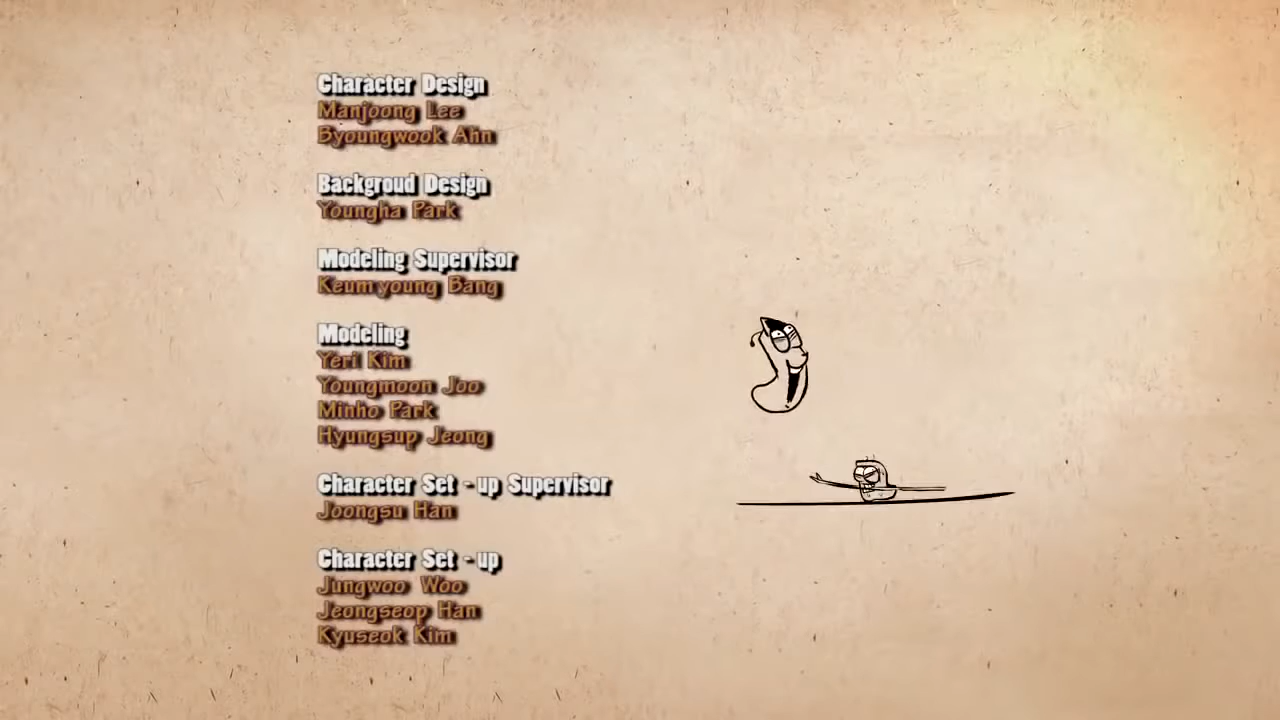 Character Design
Manjoong Lee
Byoungwook Ahn
Backgroud Design
Youngha Park
Modeling Supervisor
Keumyoung Bang
Modeling
Yeri Kim
Youngmoon Joo
Minho Park
Hyungsup Jeong
Character Set - up Supervisor
Joongsu Han
Character Set - up
Jungwoo Woo
Jeongseop Han
Kyuseok Kim